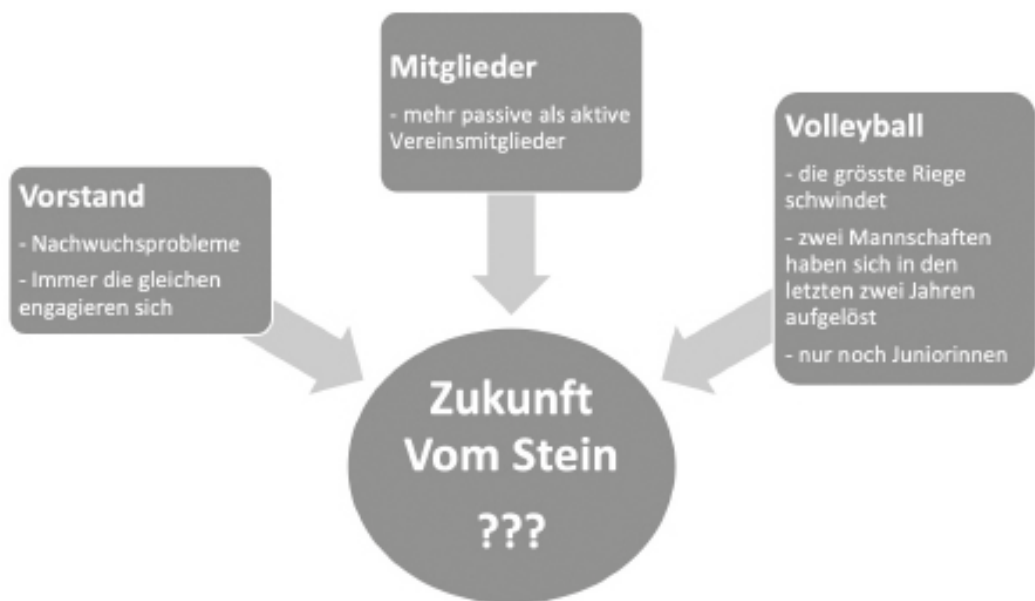 Mitglieder
- mehr passive als aktive
Vereinsmitglieder
Vorstand
- Nachwuchsprobleme
- Immer die gleichen
engagieren sich
Volleyball
- die grösste Riege
schwindet
- zwei Mannschaften
haben sich in den
letzten zwei Jahren
aufgelöst
- nur noch Juniorinnen
Zukunft
Vom Stein
???